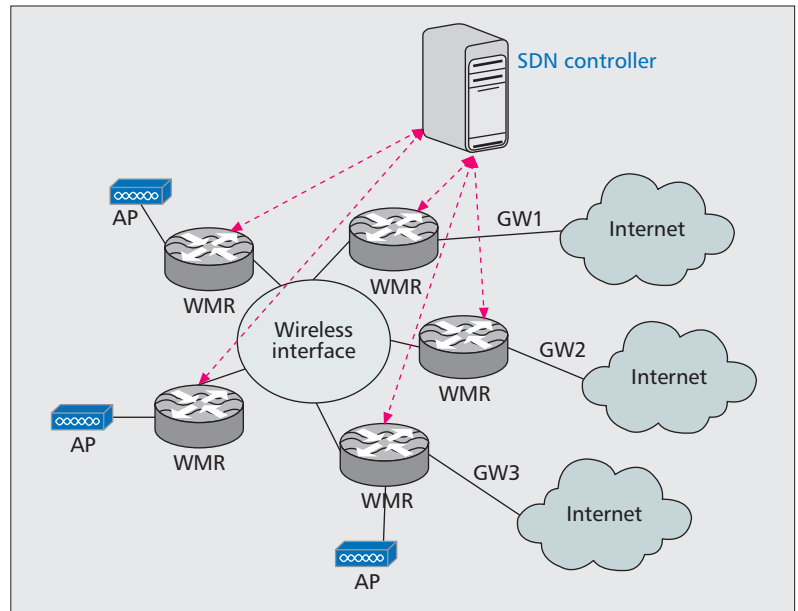 SDN controller
AP
GW1
Internet
WMR
WMR
Wireless
interface
GW2
Internet
WMR
AP
WMR
GW3
WMR
Internet
AP